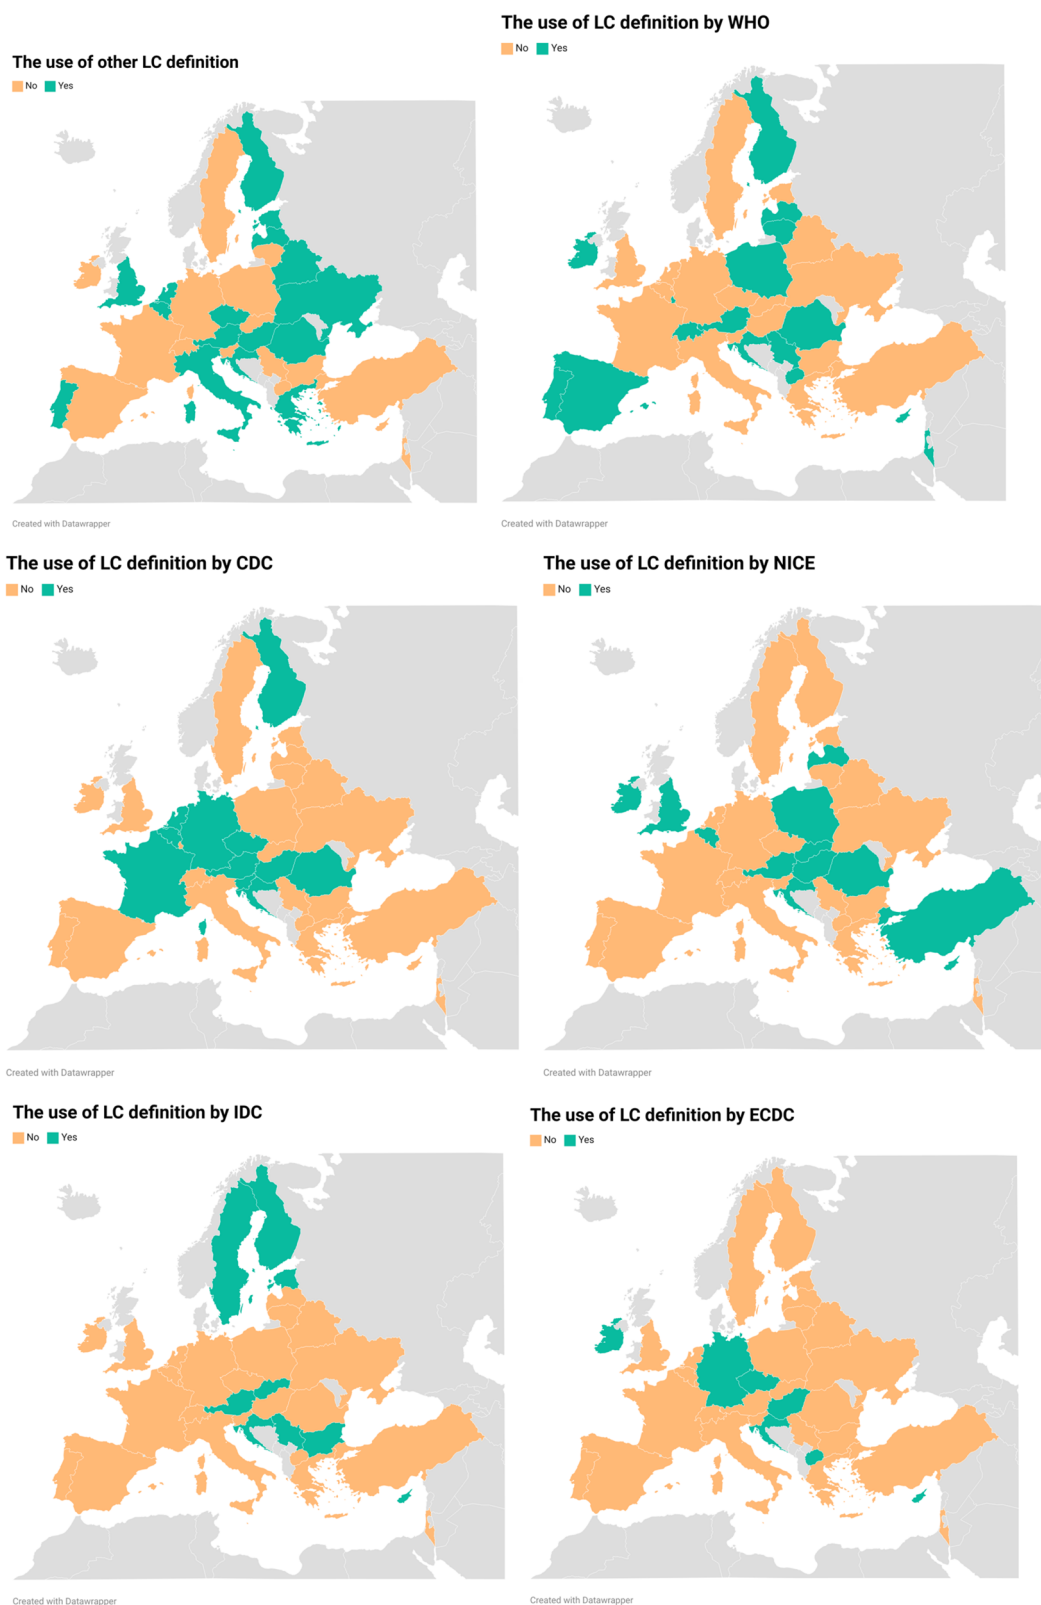 The use of other LC definition
No Yes
Created with Datawrapper
The use of LC definition by WHO
No Yes
Created with Datawrapper
The use of LC definition by CDC
No Yes
Created with Datawrapper
The use of LC definition by NICE
No Yes
Created with Datawrapper
The use of LC definition by IDC
No Yes
Created with Datawrapper
The use of LC definition by ECDC
No Yes
Created with Datawrapper